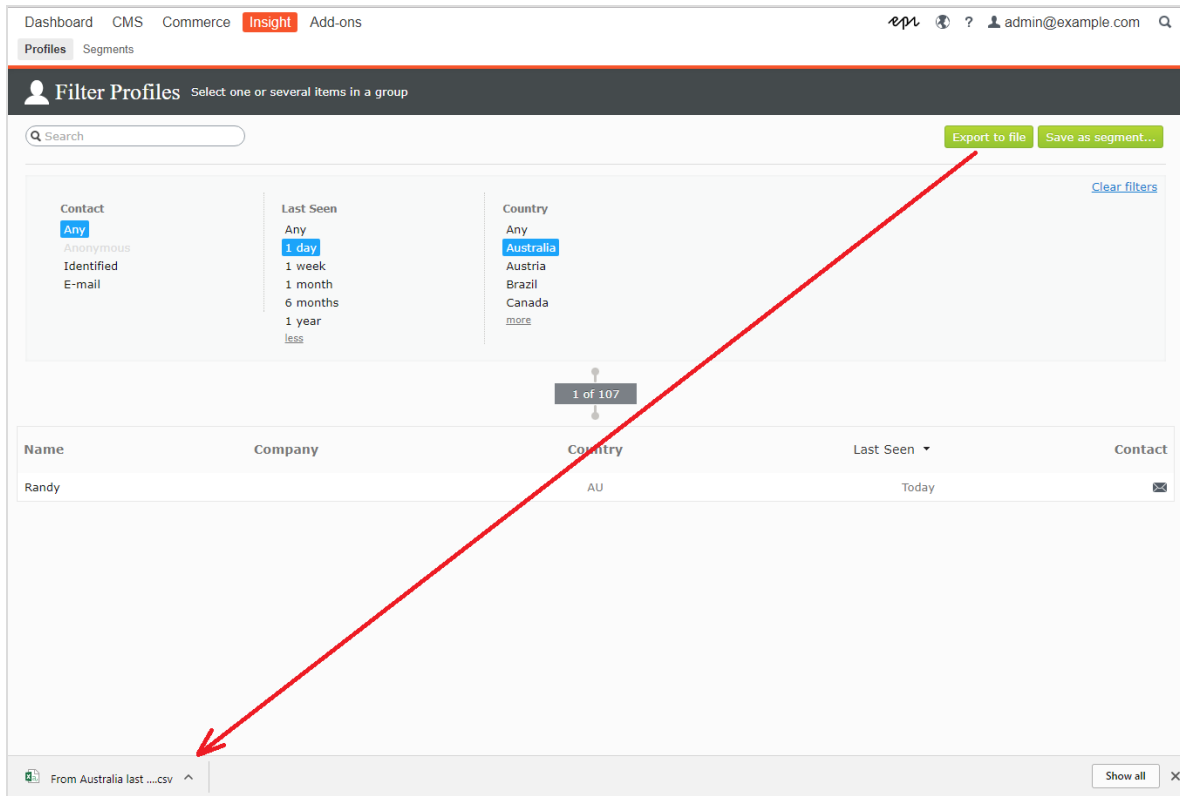 Dashboard CMS Commerce Insight Add-ons epi ? admin@example.com
Profiles Segments
Filter Profiles Select one or several items in a group
Search Export to file Save as segment...
Clear filters
Contact Last Seen Country
Any Any Any
Anonymous 1 day Australia
Identified 1 week Austria
E-mail 1 month Brazil
6 months Canada
1 year more
less
1 of 107
Name Company Country Last Seen Contact
Randy AU Today
From Australia last ....csv Show all